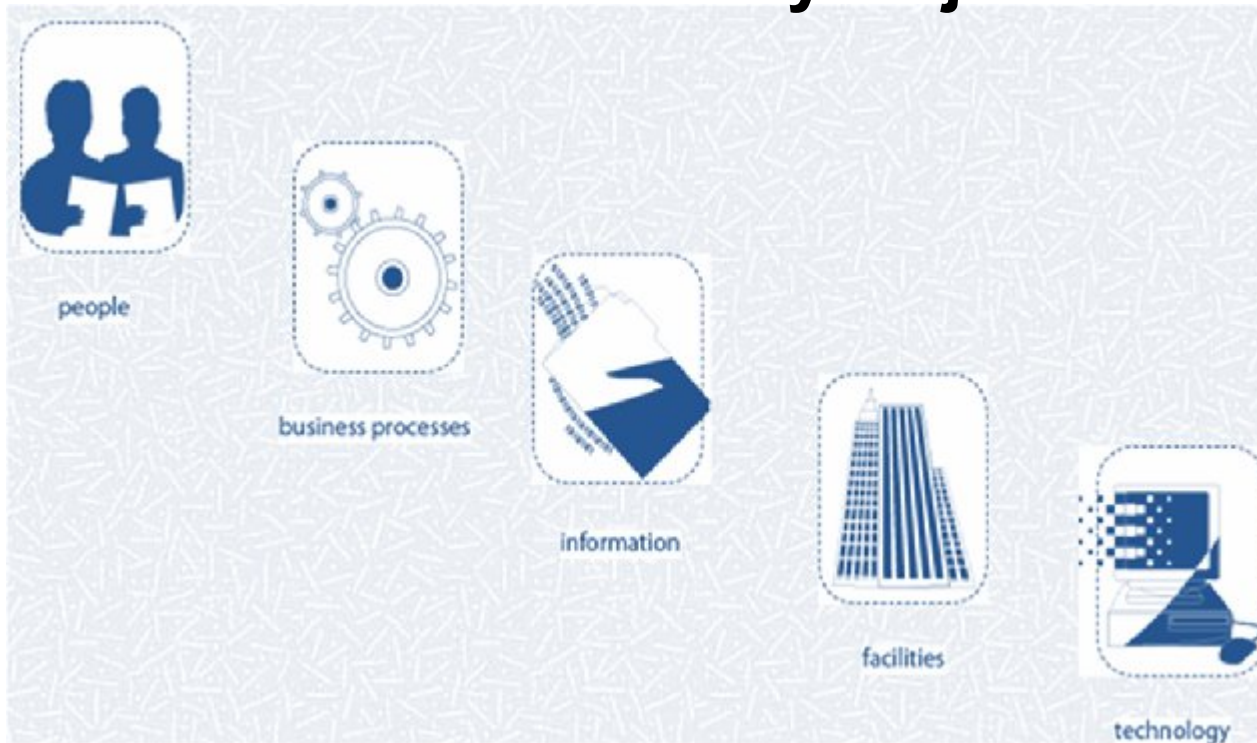 people
business processes
information
facilities
technology